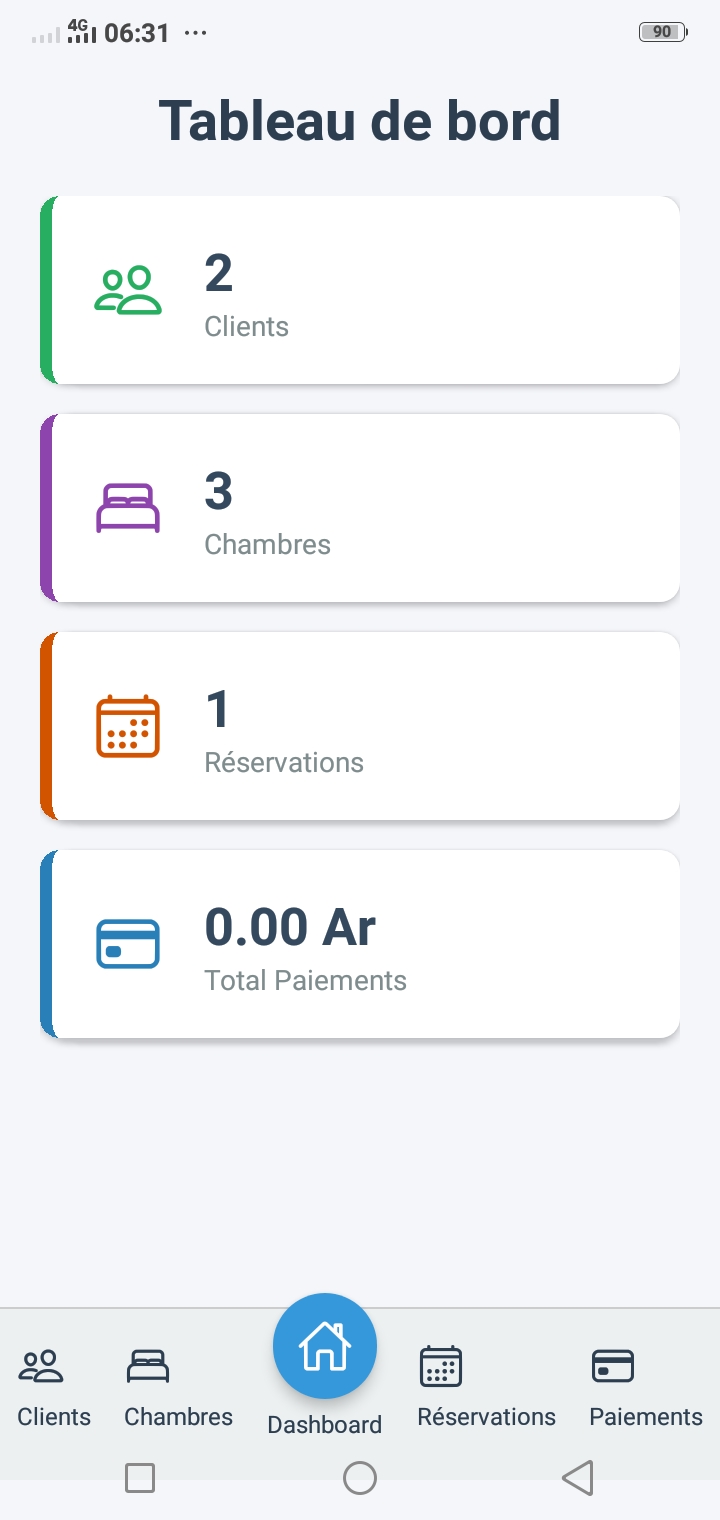 4G 06:31 ... 90
Tableau de bord
2
Clients
3
Chambres
1
Réservations
0.00 Ar
Total Paiements
Clients Chambres Dashboard Réservations Paiements